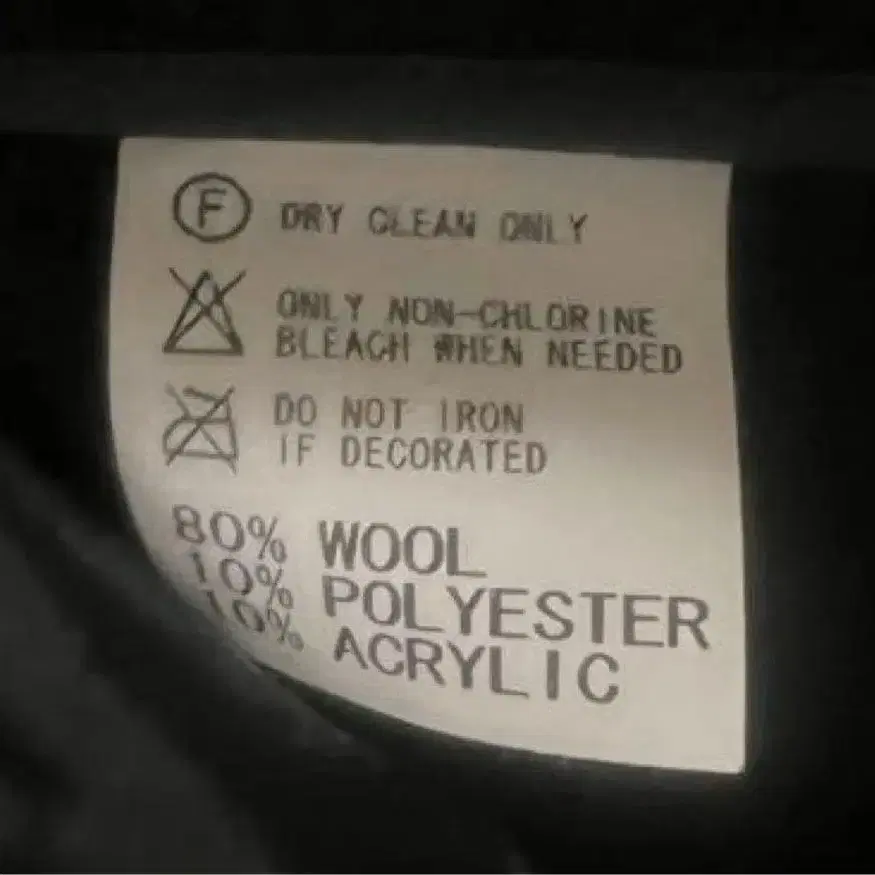 F DRY CLEAN ONLY
ONLY NON-CHLORINE
BLEACH WHEN NEEDED
DO NOT IRON
IF DECORATED
80% WOOL
10% POLYESTER
10% ACRYLIC